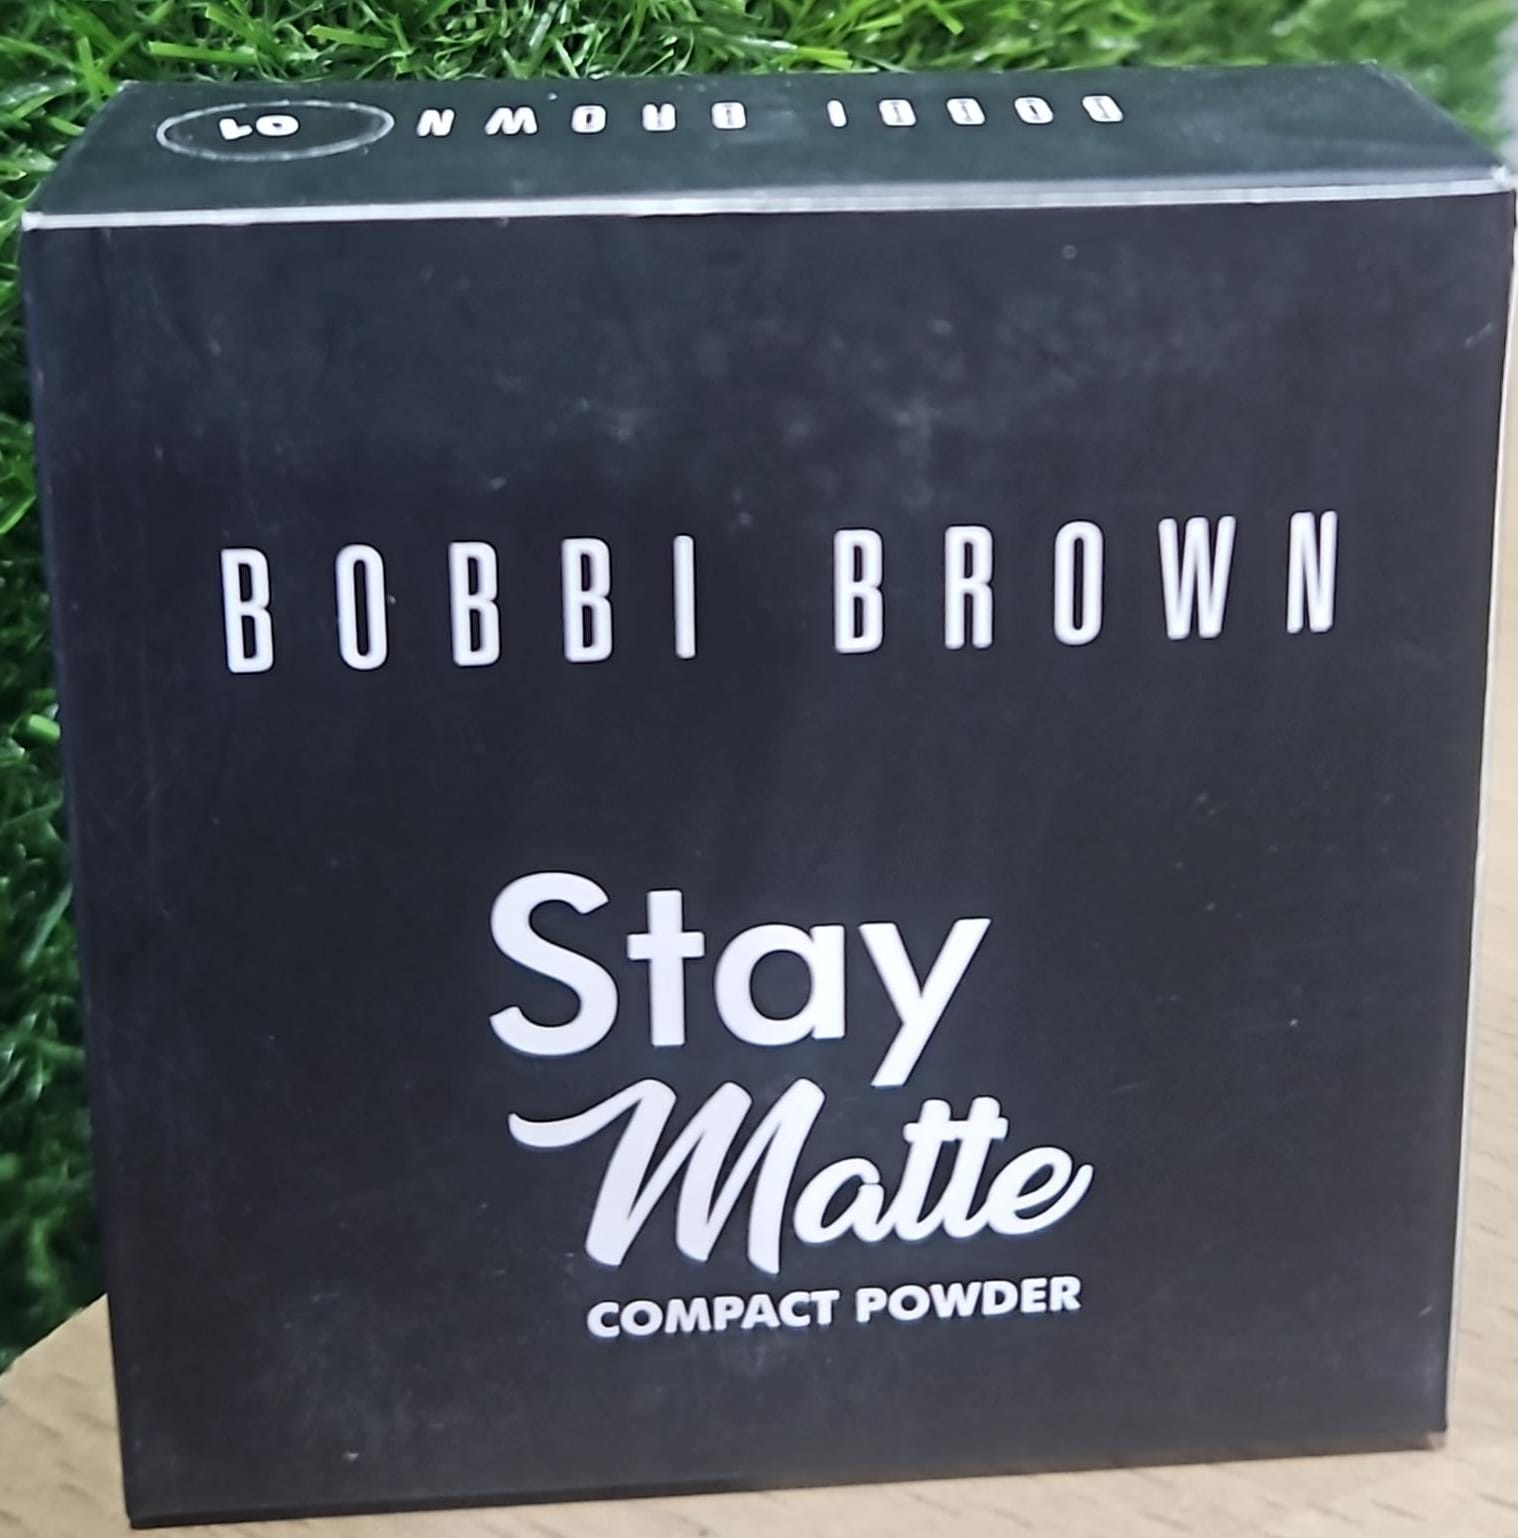 BOBBI BROWN 01
BOBBI BROWN
Stay
Matte
COMPACT POWDER